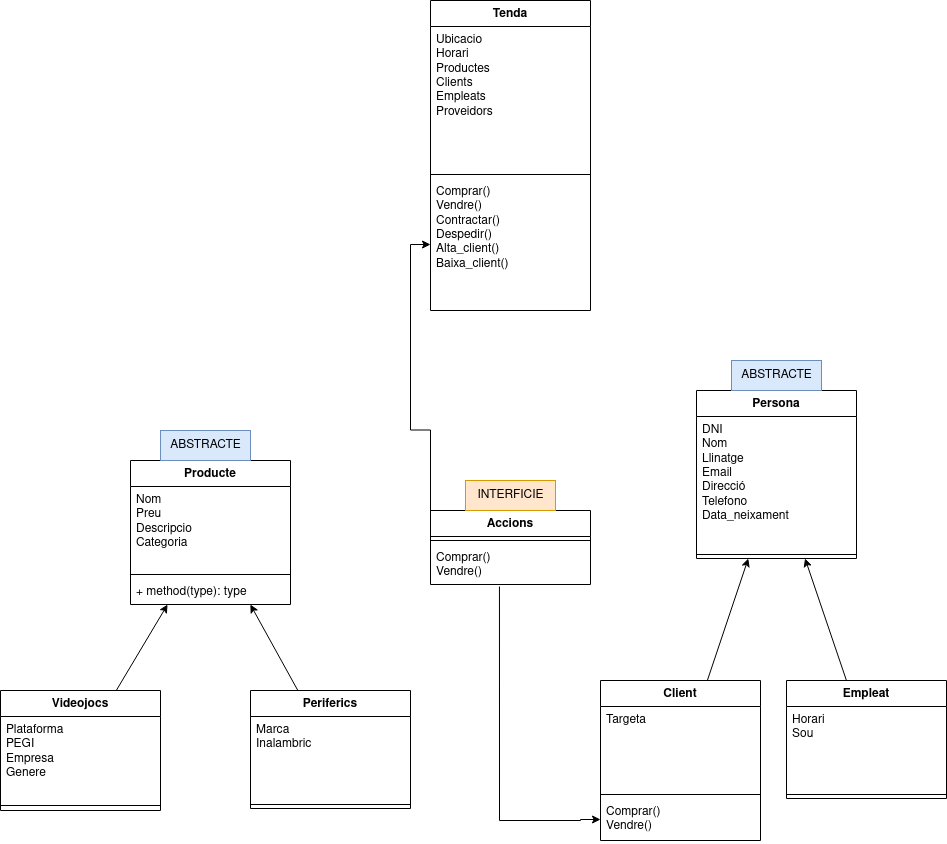 Tenda
Ubicacio
Horari
Productes
Clients
Empleats
Proveidors
Comprar()
Vendre()
Contractar()
Despedir()
Alta_client()
Baixa_client()
ABSTRACTE
Persona
DNI
Nom
Llinatge
Email
Direcció
Telefono
Data_neixament
ABSTRACTE
Producte
Nom
Preu
Descripcio
Categoria
+ method(type): type
INTERFICIE
Accions
Comprar()
Vendre()
Videojocs
Plataforma
PEGI
Empresa
Genere
Periferics
Marca
Inalambric
Client
Targeta
Comprar()
Vendre()
Empleat
Horari
Sou